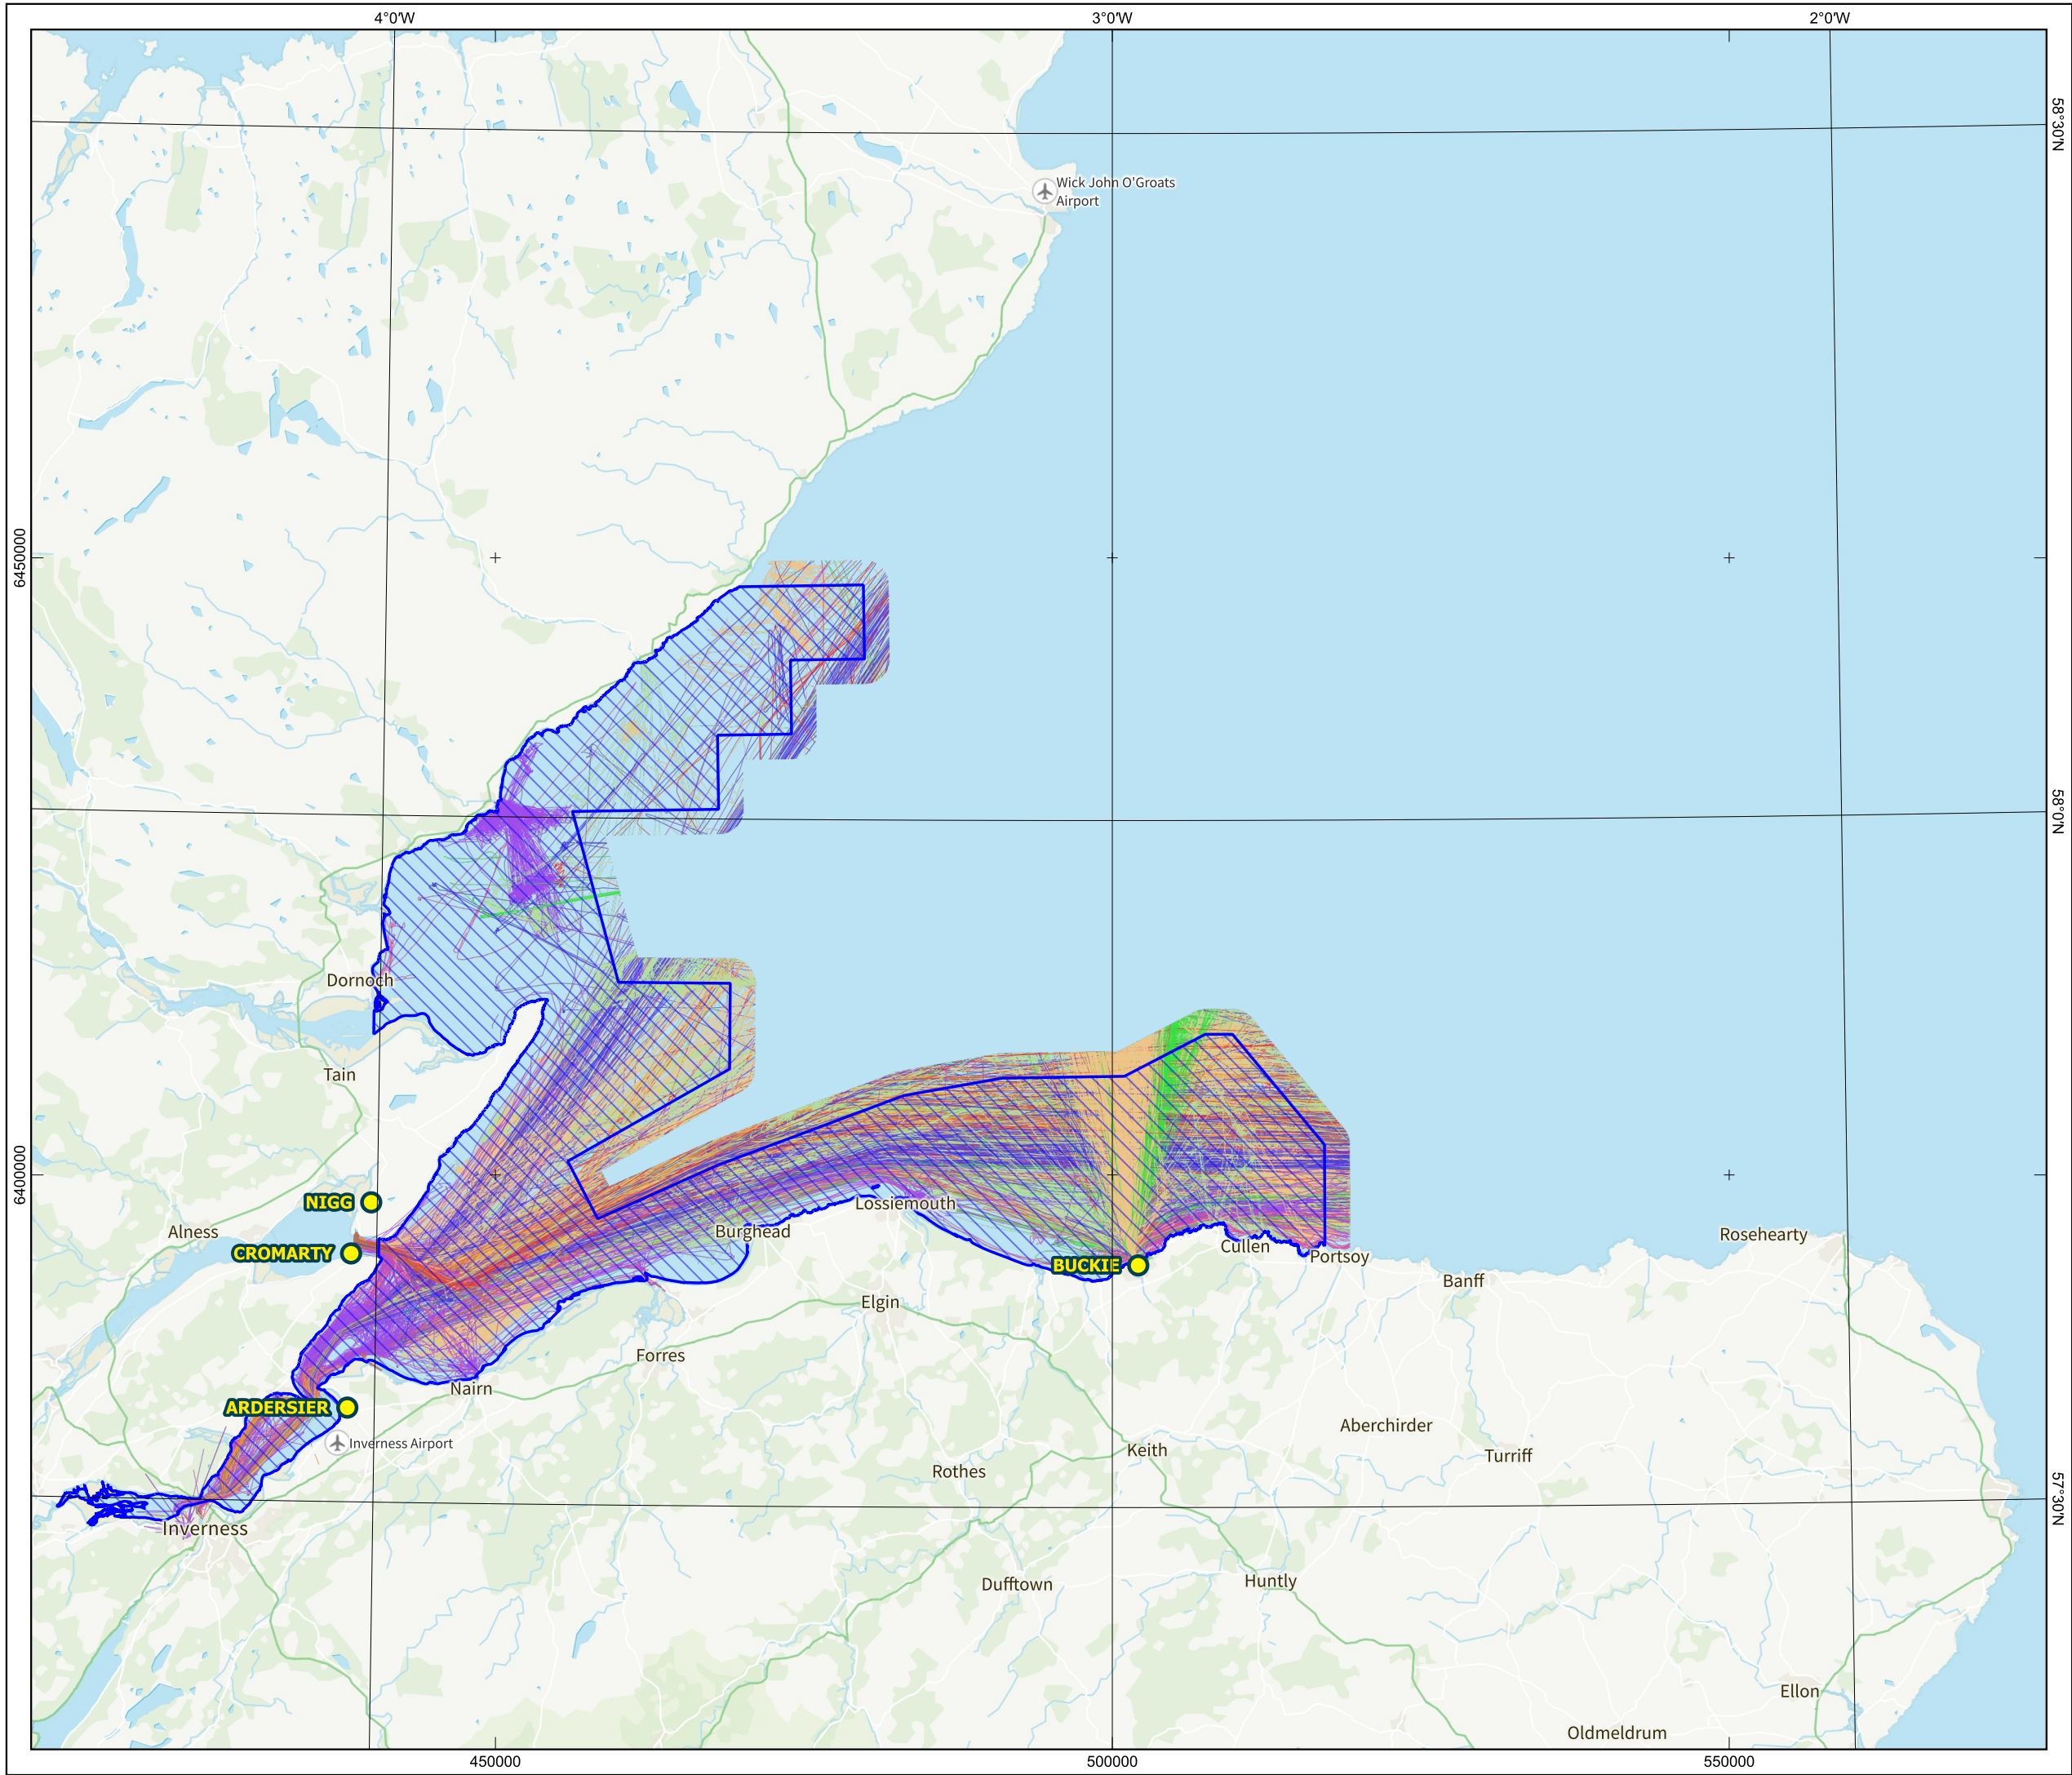 4°0'W
3°0'W
2°0'W
58°30'N
Wick John O'Groats
Airport
6450000
58°0'N
Dornoch
Tain
6400000
NIGG
Lossiemouth
Alness
Burghead
Rosehearty
CROMARTY
Cullen
Portsoy
BUCKIE
Banff
Elgin
Forres
Nairn
ARDERSIER
Aberchirder
Inverness Airport
Keith
Turriff
Rothes
57°30'N
Inverness
Huntly
Dufftown
Ellon
Oldmeldrum
450000
500000
550000